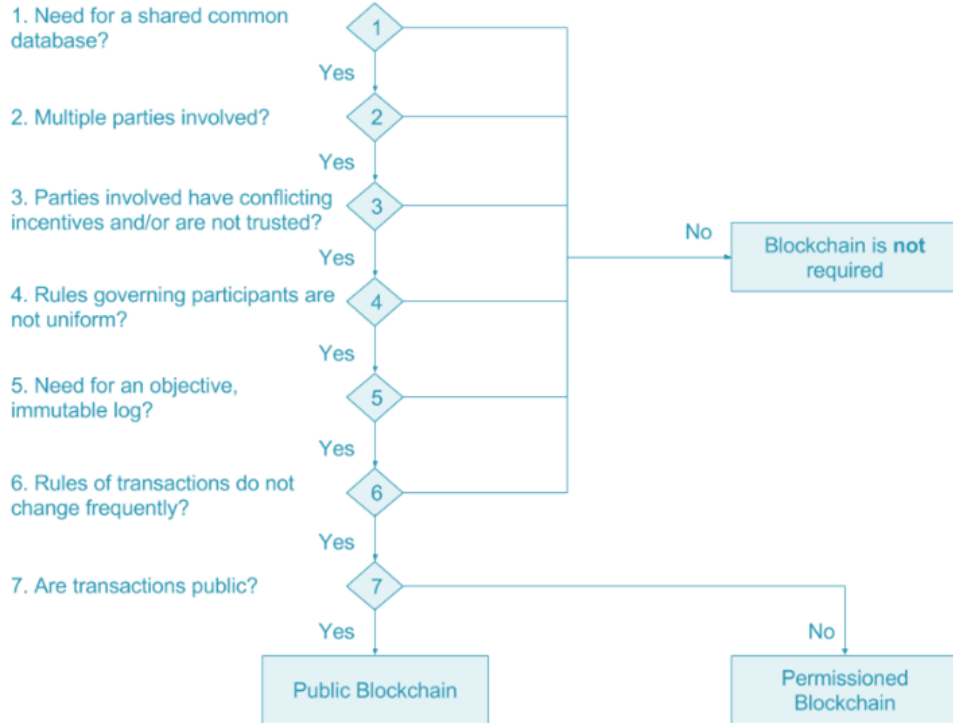 1. Need for a shared common
database?
1
Yes
2. Multiple parties involved?
2
Yes
3. Parties involved have conflicting
incentives and/or are not trusted?
3
No
Blockchain is not
required
Yes
4. Rules governing participants are
not uniform?
4
Yes
5. Need for an objective,
immutable log?
5
Yes
6. Rules of transactions do not
change frequently?
6
Yes
7. Are transactions public?
7
Yes
No
Public Blockchain
Permissioned
Blockchain